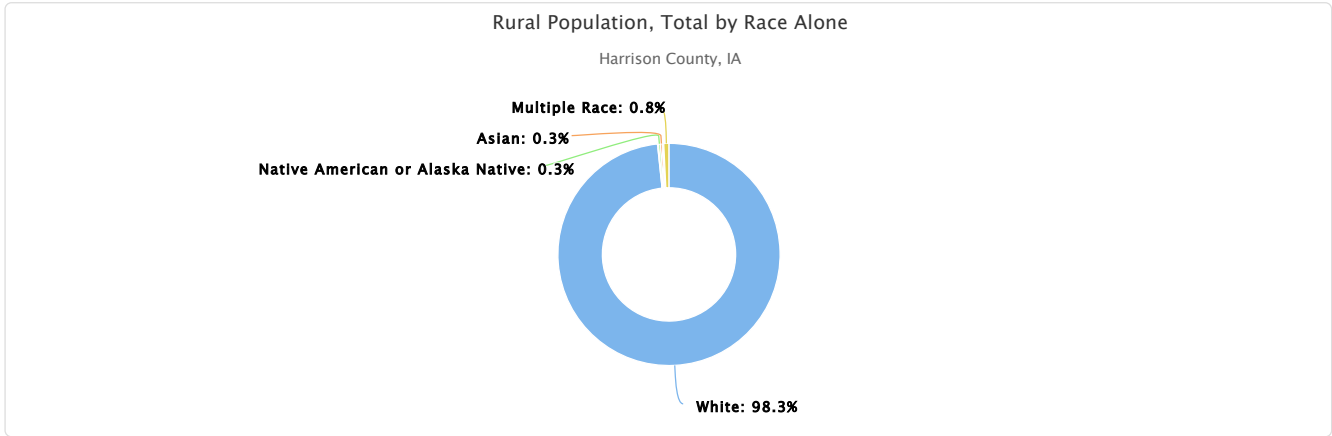 Rural Population, Total by Race Alone
Harrison County, IA
Multiple Race: 0.8%
Asian: 0.3%
Native American or Alaska Native: 0.3%
White: 98.3%